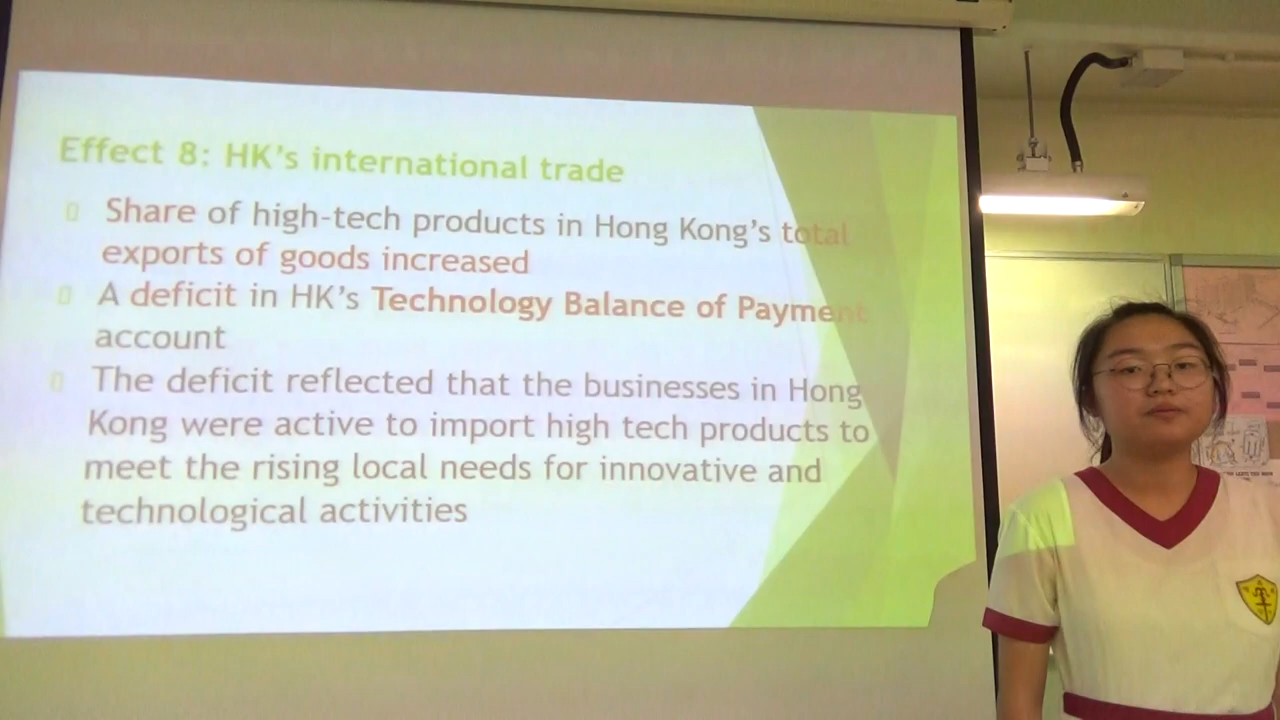 Effect 8: HK's international trade
Share of high-tech products in Hong Kong's total
exports of goods increased
A deficit in HK's Technology Balance of Payment
account
The deficit reflected that the businesses in Hong
Kong were active to import high tech products to
meet the rising local needs for innovative and
technological activities